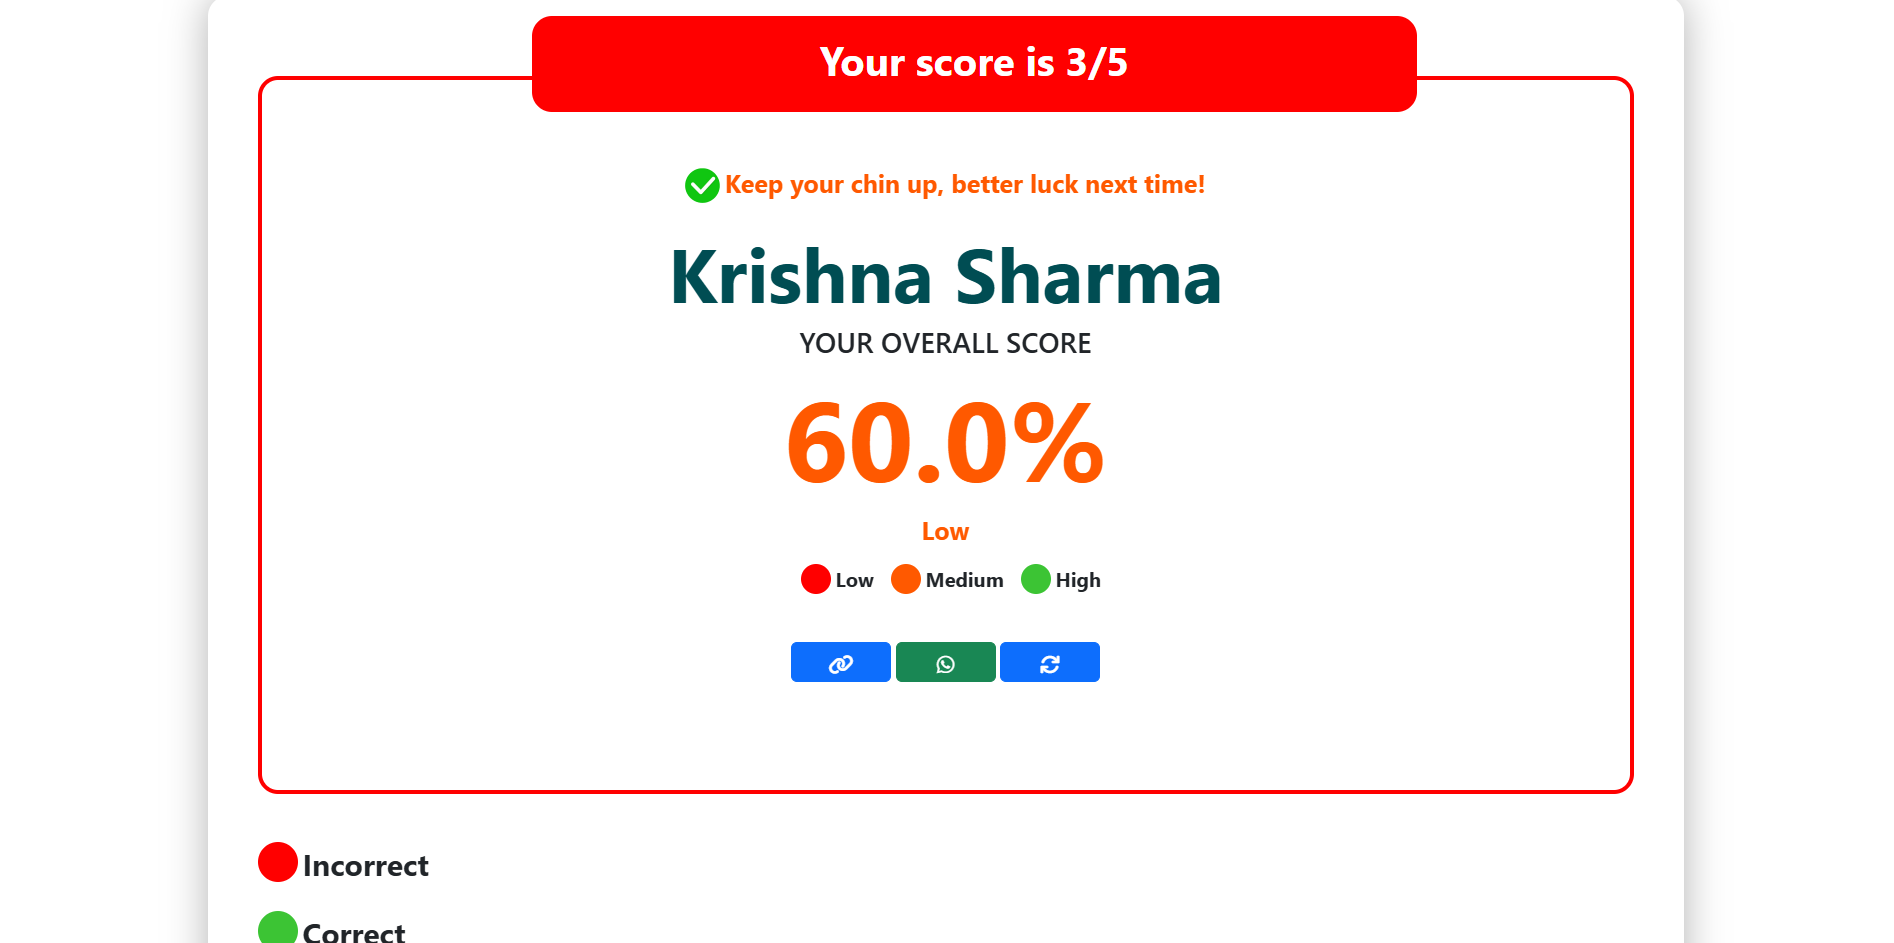 Your score is 3/5
Keep your chin up, better luck next time!
Krishna Sharma
YOUR OVERALL SCORE
60.0%
Low
Low Medium High
Incorrect
Correct